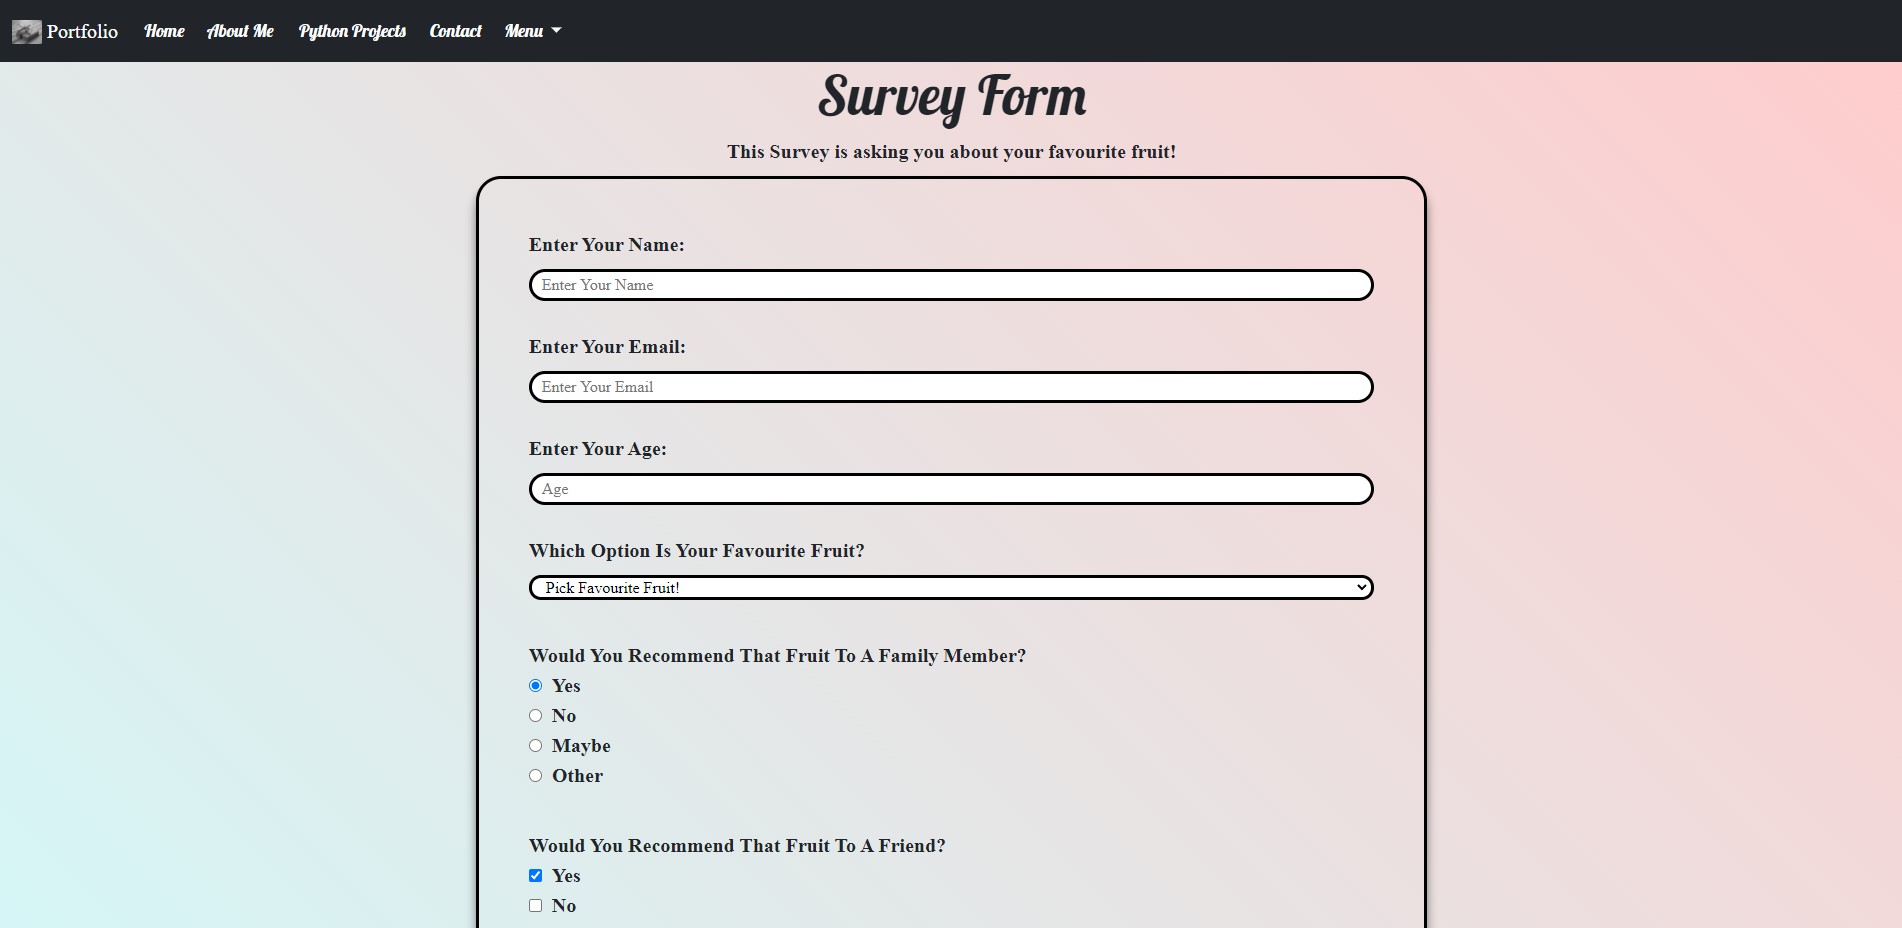 Portfolio Home About Me Python Projects Contact Menu
Survey Form
This Survey is asking you about your favourite fruit!
Enter Your Name:
Enter Your Name
Enter Your Email:
Enter Your Email
Enter Your Age:
Age
Which Option Is Your Favourite Fruit?
Pick Favourite Fruit!
Would You Recommend That Fruit To A Family Member?
Yes
No
Maybe
Other
Would You Recommend That Fruit To A Friend?
Yes
No